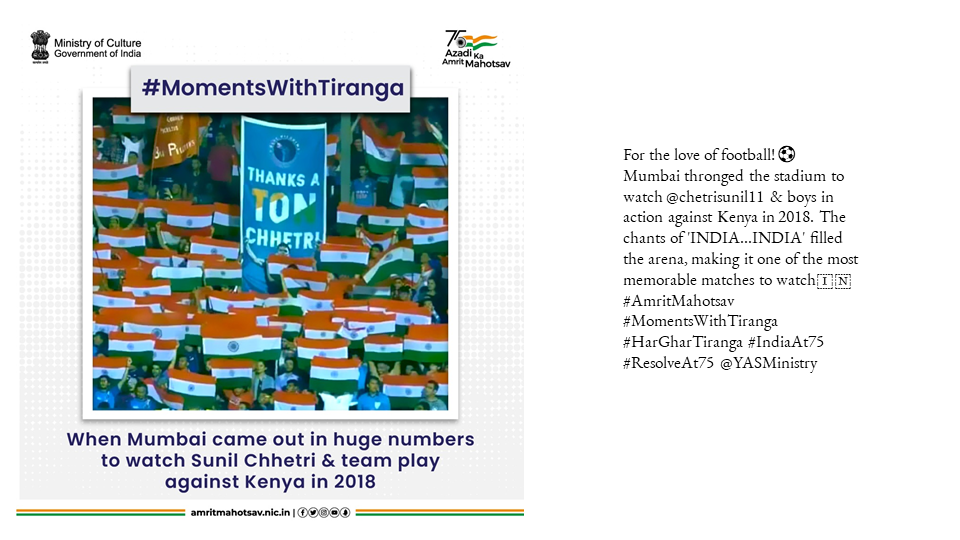 Ministry of Culture
Government of India
75
Azadi Ka
Amrit Mahotsav
#MomentsWithTiranga
THANKS A
TON
CHHETRI
When Mumbai came out in huge numbers
to watch Sunil Chhetri & team play
against Kenya in 2018
amritmahotsav.nic.in |
For the love of football! ⚽
Mumbai thronged the stadium to
watch @chetrisunil11 & boys in
action against Kenya in 2018. The
chants of 'INDIA...INDIA' filled
the arena, making it one of the most
memorable matches to watch🇮🇳
#AmritMahotsav
#MomentsWithTiranga
#HarGharTiranga #IndiaAt75
#ResolveAt75 @YASMinistry